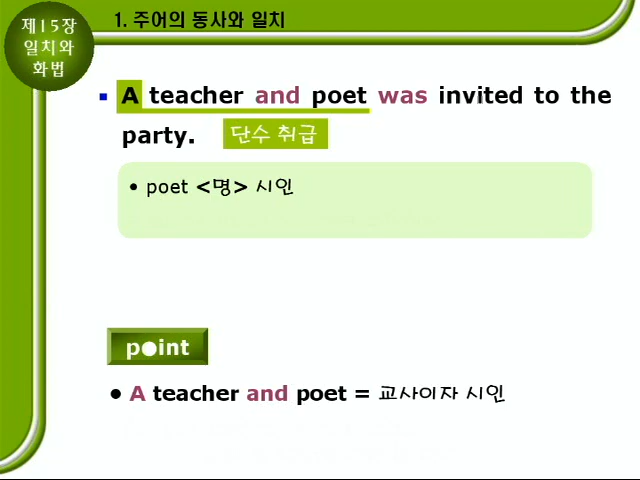 제15장
일치와
화법
1. 주어의 동사와 일치
▪ A teacher and poet was invited to the
party. 단수 취급
• poet <명> 시인
point
• A teacher and poet = 교사이자 시인